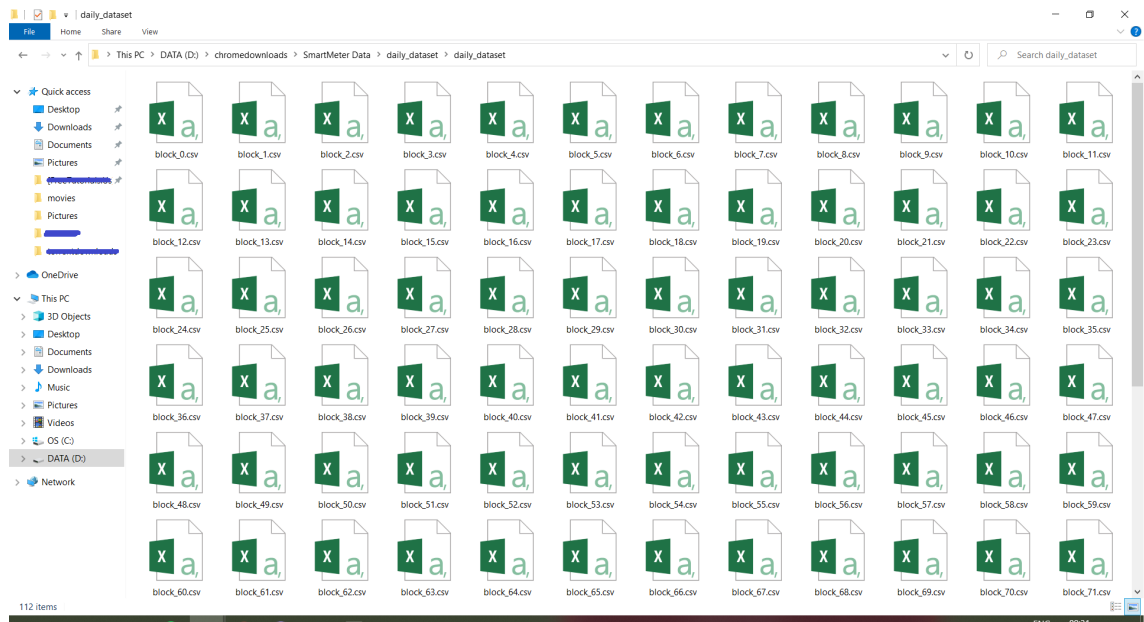 daily_dataset
File Home Share View
This PC > DATA (D:) > chromedownloads > SmartMeter Data > daily_dataset > daily_dataset
Search daily_dataset
Quick access
Desktop
Downloads
Documents
Pictures
movies
Pictures
OneDrive
This PC
3D Objects
Desktop
Documents
Downloads
Music
Pictures
Videos
OS (C:)
DATA (D:)
Network
block_0.csv block_1.csv block_2.csv block_3.csv block_4.csv block_5.csv block_6.csv block_7.csv block_8.csv block_9.csv block_10.csv block_11.csv
block_12.csv block_13.csv block_14.csv block_15.csv block_16.csv block_17.csv block_18.csv block_19.csv block_20.csv block_21.csv block_22.csv block_23.csv
block_24.csv block_25.csv block_26.csv block_27.csv block_28.csv block_29.csv block_30.csv block_31.csv block_32.csv block_33.csv block_34.csv block_35.csv
block_36.csv block_37.csv block_38.csv block_39.csv block_40.csv block_41.csv block_42.csv block_43.csv block_44.csv block_45.csv block_46.csv block_47.csv
block_48.csv block_49.csv block_50.csv block_51.csv block_52.csv block_53.csv block_54.csv block_55.csv block_56.csv block_57.csv block_58.csv block_59.csv
block_60.csv block_61.csv block_62.csv block_63.csv block_64.csv block_65.csv block_66.csv block_67.csv block_68.csv block_69.csv block_70.csv block_71.csv
112 items